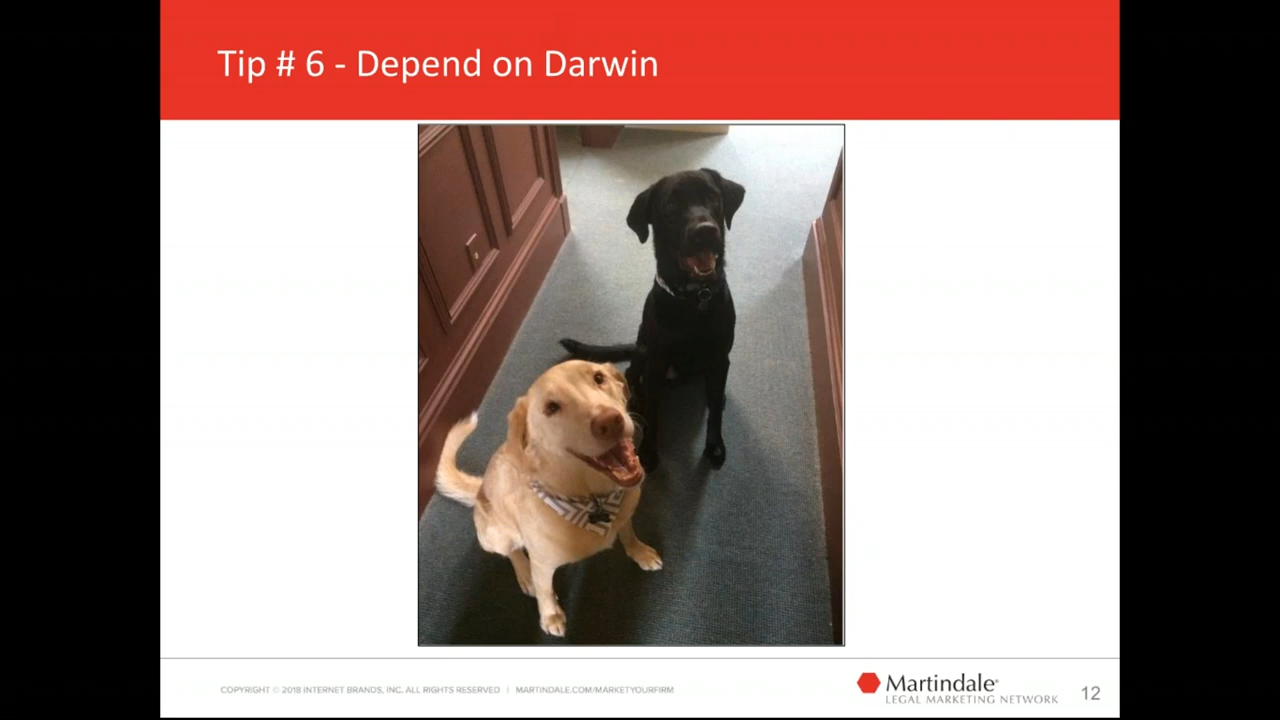 Tip # 6 - Depend on Darwin
COPYRIGHT © 2018 INTERNET BRANDS, INC. ALL RIGHTS RESERVED | MARTINDALE.COM/MARKETYOURFIRM
Martindale®
LEGAL MARKETING NETWORK
12